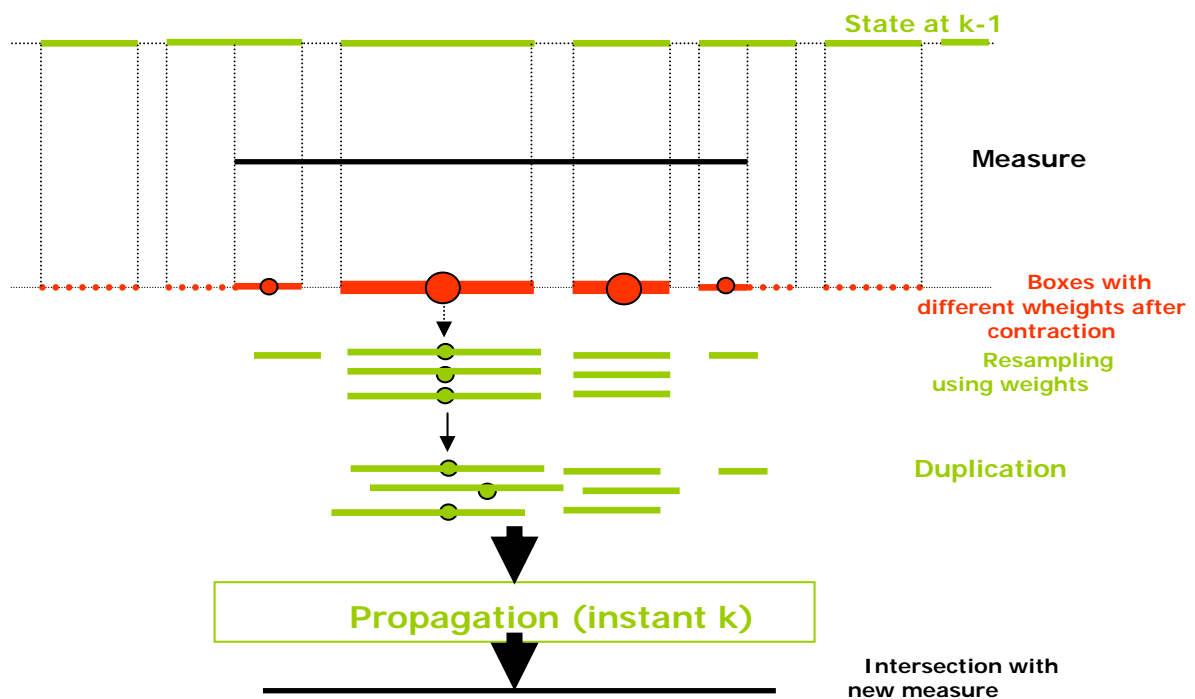 State at k-1
Measure
Boxes with
different wheights after
contraction
Resampling
using weights
Duplication
Propagation (instant k)
Intersection with
new measure